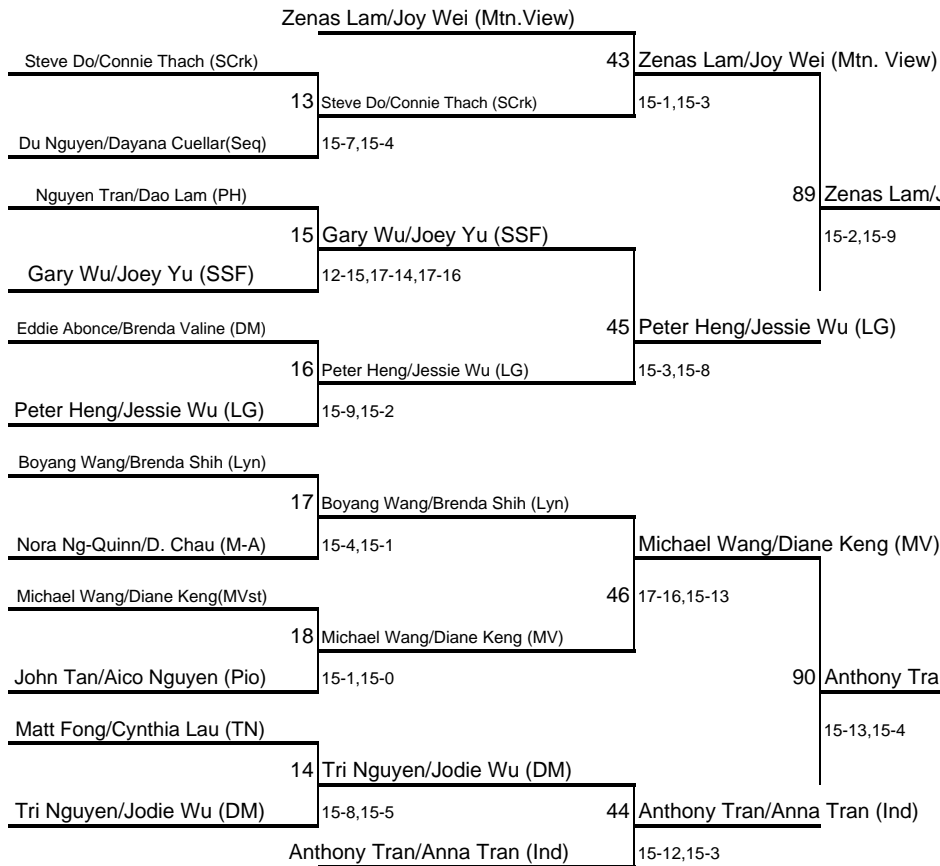 Zenas Lam/Joy Wei (Mtn.View)
Steve Do/Connie Thach (SCrk)
43 Zenas Lam/Joy Wei (Mtn. View)
13 Steve Do/Connie Thach (SCrk)
15-1,15-3
Du Nguyen/Dayana Cuellar(Seq)
15-7,15-4
Nguyen Tran/Dao Lam (PH)
89 Zenas Lam/J
15 Gary Wu/Joey Yu (SSF)
15-2,15-9
Gary Wu/Joey Yu (SSF)
12-15,17-14,17-16
Eddie Abonce/Brenda Valine (DM)
45 Peter Heng/Jessie Wu (LG)
16 Peter Heng/Jessie Wu (LG)
15-3,15-8
Peter Heng/Jessie Wu (LG)
15-9,15-2
Boyang Wang/Brenda Shih (Lyn)
17 Boyang Wang/Brenda Shih (Lyn)
Nora Ng-Quinn/D. Chau (M-A)
15-4,15-1
Michael Wang/Diane Keng (MV)
Michael Wang/Diane Keng(MVst)
46 17-16,15-13
18 Michael Wang/Diane Keng (MV)
John Tan/Aico Nguyen (Pio)
15-1,15-0
90 Anthony Tra
Matt Fong/Cynthia Lau (TN)
15-13,15-4
14 Tri Nguyen/Jodie Wu (DM)
Tri Nguyen/Jodie Wu (DM)
15-8,15-5
44 Anthony Tran/Anna Tran (Ind)
Anthony Tran/Anna Tran (Ind)
15-12,15-3